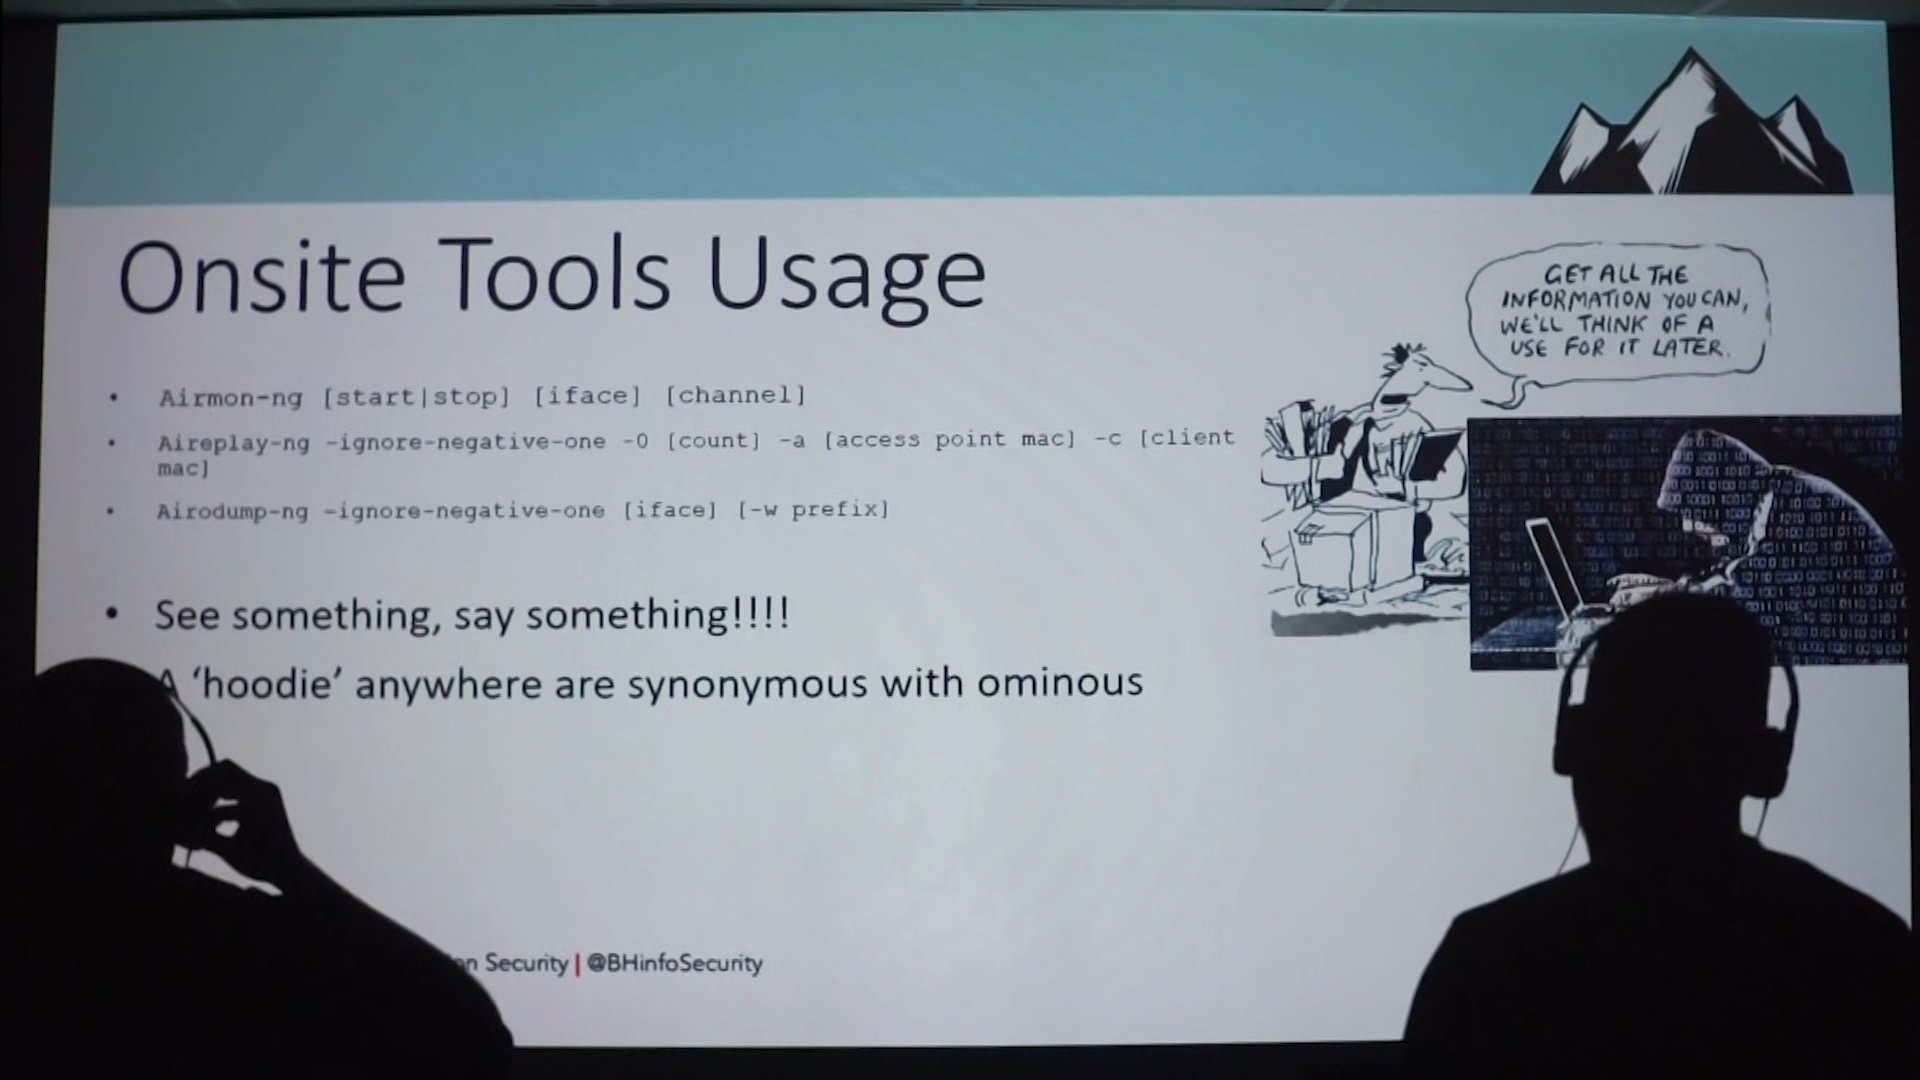 Onsite Tools Usage
GET ALL THE
INFORMATION YOU CAN,
WE'LL THINK OF A
USE FOR IT LATER.
• Airmon-ng [start|stop] [iface] [channel]
• Aireplay-ng -ignore-negative-one -0 [count] -a [access point mac] -c [client
mac]
• Airodump-ng -ignore-negative-one [iface] [-w prefix]
• See something, say something!!!!
A ‘hoodie’ anywhere are synonymous with ominous
Security | @BHinfoSecurity